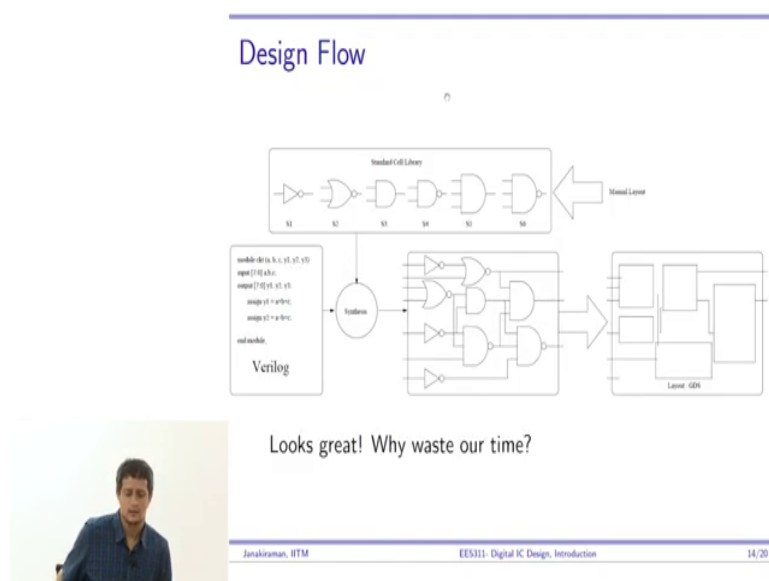 Design Flow
Standard Cell Library
S1 S2 S3 S4 S5 S6
Manual Layout
module ckt (a, b, c, y1, y2, y3)
input [7:0] a,b,c;
output [7:0] y1, y2, y3;
assign y1 =
assign y2 =
end module.
Verilog
Synthesis
Layout GDS
Looks great! Why waste our time?
Janakiraman, IITM
EE5311- Digital IC Design, Introduction
14/20